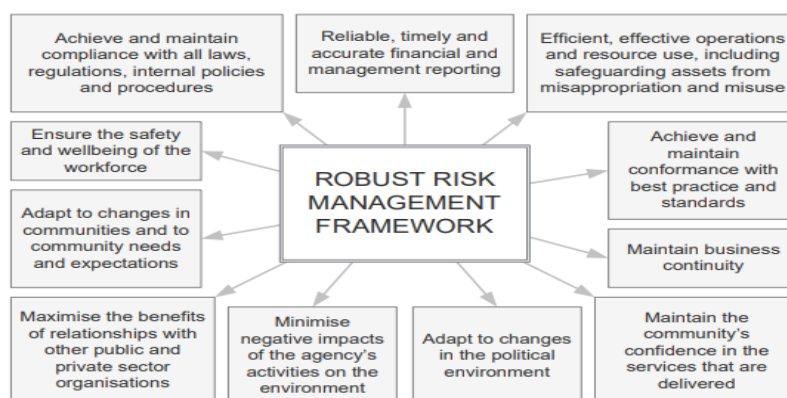 Achieve and maintain
compliance with all laws,
regulations, internal policies
and procedures
Reliable, timely and
accurate financial and
management reporting
Efficient, effective operations
and resource use, including
safeguarding assets from
misappropriation and misuse
Ensure the safety
and wellbeing of the
workforce
ROBUST RISK
MANAGEMENT
FRAMEWORK
Achieve and
maintain
conformance with
best practice and
standards
Adapt to changes in
communities and to
community needs
and expectations
Maintain business
continuity
Maximise the benefits
of relationships with
other public and
private sector
organisations
Minimise
negative impacts
of the agency's
activities on the
environment
Adapt to changes
in the political
environment
Maintain the
community's
confidence in the
services that are
delivered